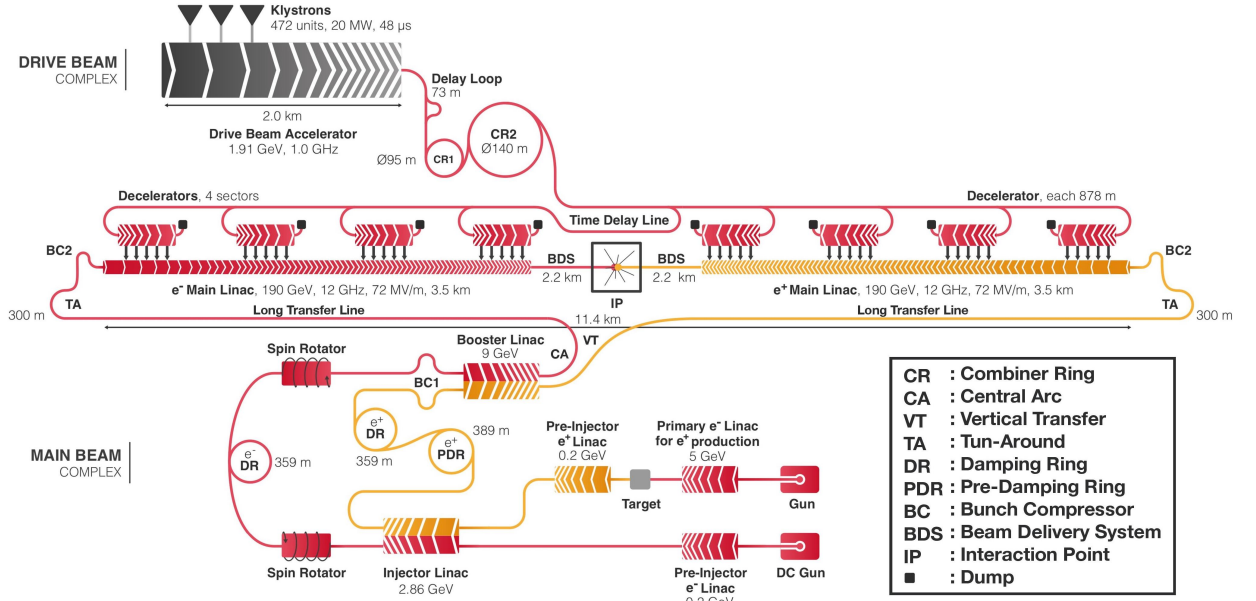 Klystrons
472 units, 20 MW, 48 µs
DRIVE BEAM
COMPLEX
2.0 km
Drive Beam Accelerator
1.91 GeV, 1.0 GHz
Delay Loop
73 m
CR2
Ø140 m
Ø95 m
CR1
Decelerators, 4 sectors
Decelerator, each 878 m
Time Delay Line
BC2
BDS
2.2 km
BDS
2.2 km
BC2
IP
e⁻ Main Linac, 190 GeV, 12 GHz, 72 MV/m, 3.5 km
e⁺ Main Linac, 190 GeV, 12 GHz, 72 MV/m, 3.5 km
TA
300 m
TA
300 m
Long Transfer Line
11.4 km
Long Transfer Line
Spin Rotator
Booster Linac
9 GeV
CA
VT
BC1
e⁺
DR
359 m
e⁺
PDR
389 m
MAIN BEAM
COMPLEX
e⁻
DR
359 m
Pre-Injector
e⁺ Linac
0.2 GeV
Primary e⁻ Linac
for e⁺ production
5 GeV
Target
Gun
Spin Rotator
Injector Linac
2.86 GeV
Pre-Injector
e⁻ Linac
0.2 GeV
DC Gun
CR : Combiner Ring
CA : Central Arc
VT : Vertical Transfer
TA : Tun-Around
DR : Damping Ring
PDR : Pre-Damping Ring
BC : Bunch Compressor
BDS : Beam Delivery System
IP : Interaction Point
: Dump